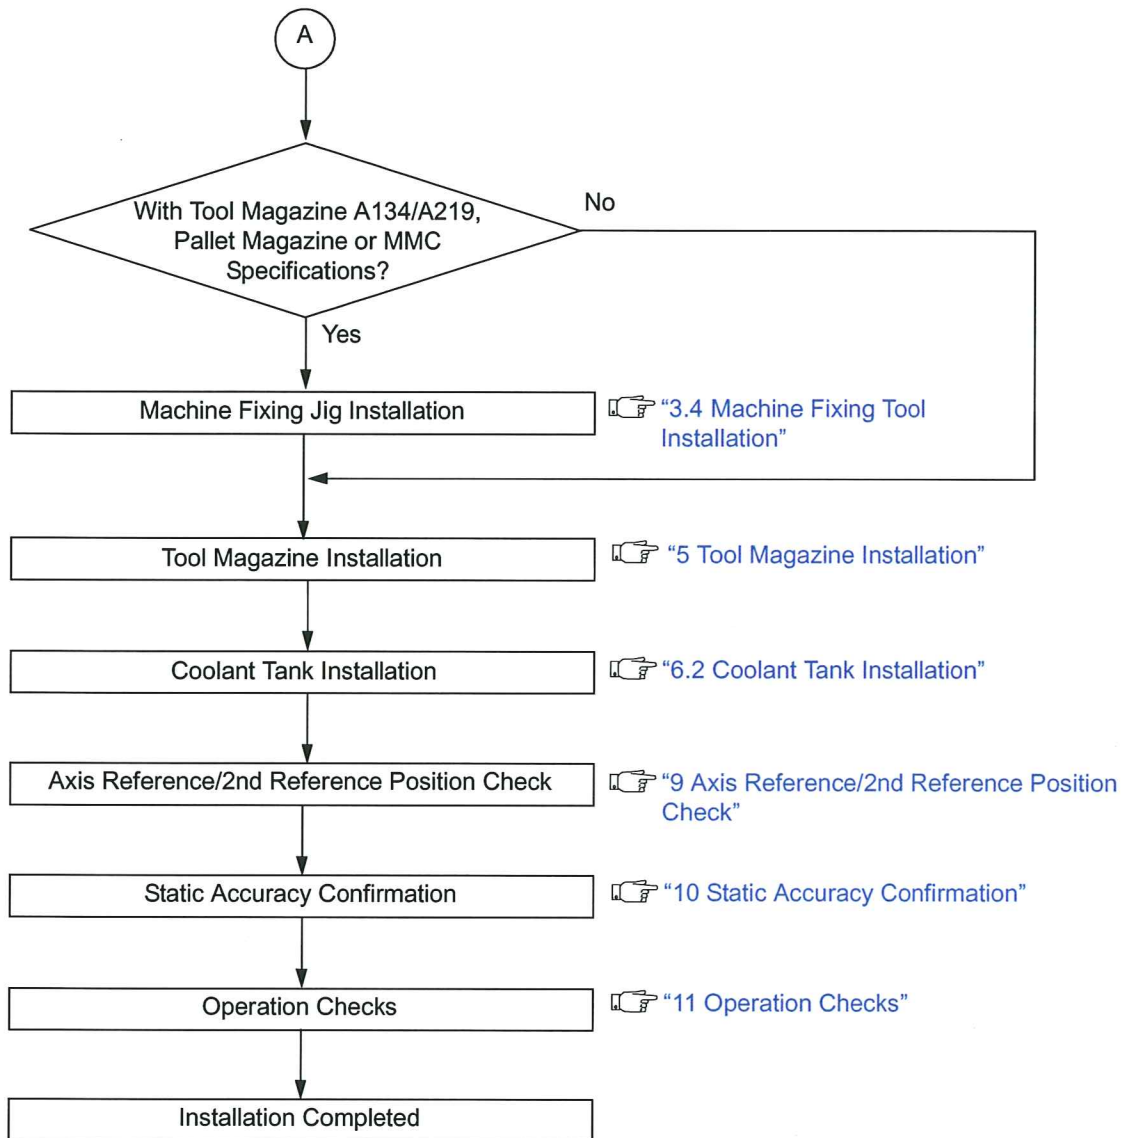 A
With Tool Magazine A134/A219,
Pallet Magazine or MMC
Specifications?
No
Yes
Machine Fixing Jig Installation
“3.4 Machine Fixing Tool
Installation”
Tool Magazine Installation
“5 Tool Magazine Installation”
Coolant Tank Installation
“6.2 Coolant Tank Installation”
Axis Reference/2nd Reference Position Check
“9 Axis Reference/2nd Reference Position
Check”
Static Accuracy Confirmation
“10 Static Accuracy Confirmation”
Operation Checks
“11 Operation Checks”
Installation Completed